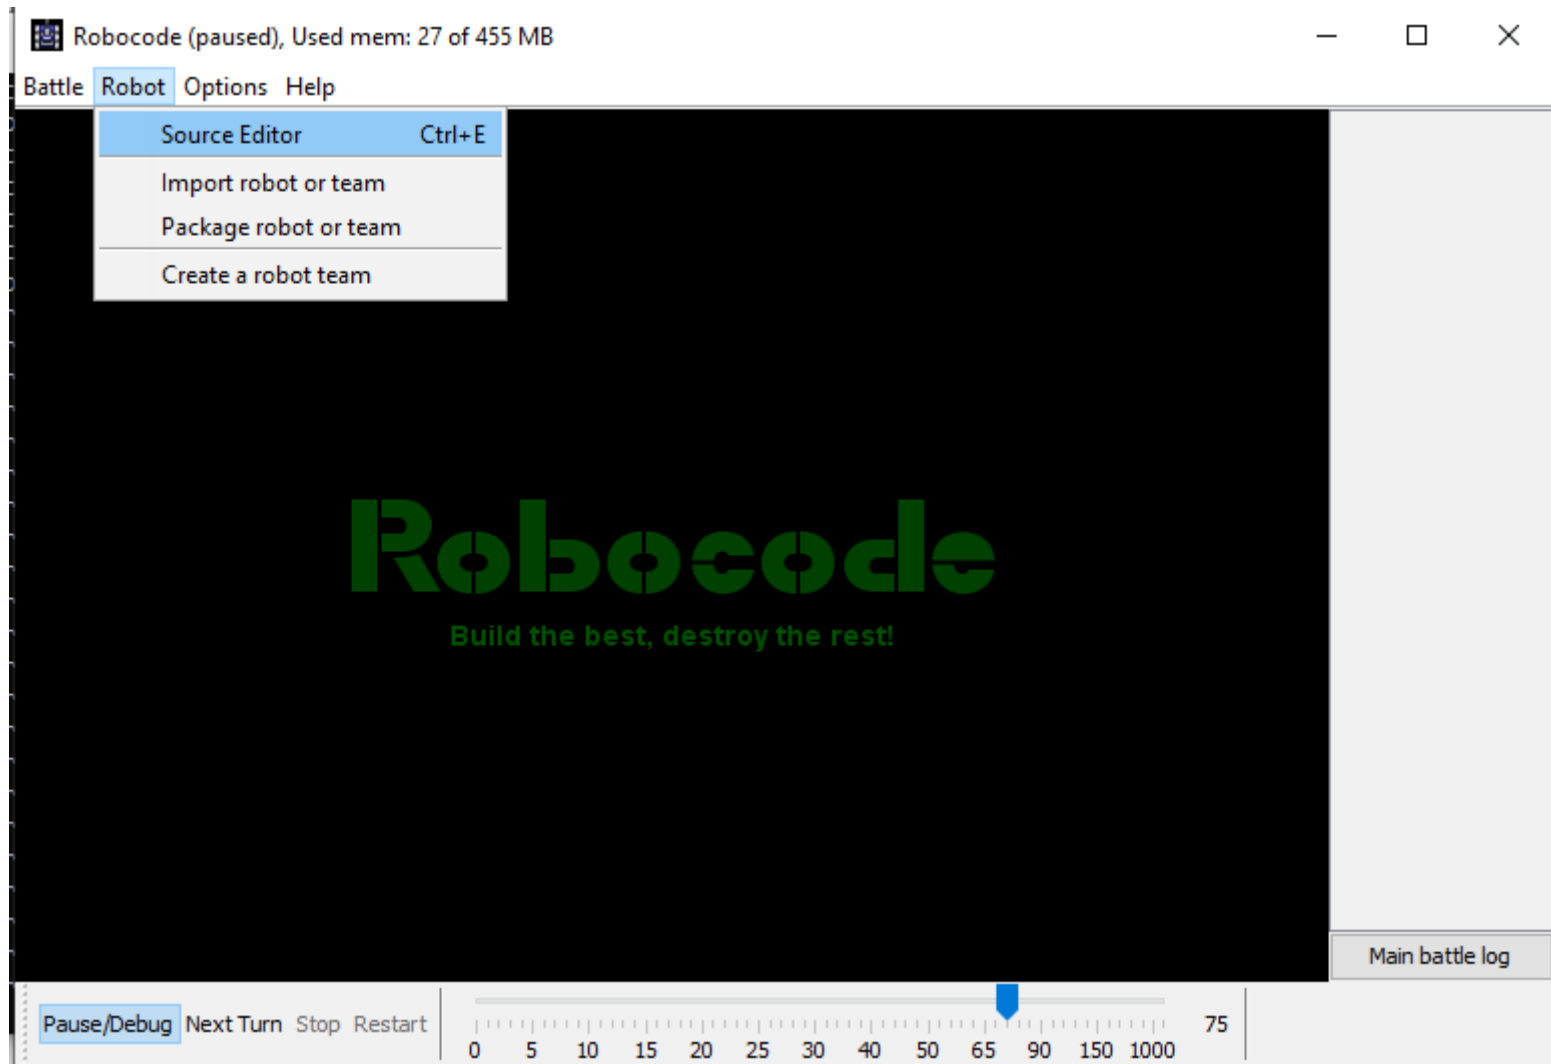 Robocode (paused), Used mem: 27 of 455 MB
Battle Robot Options Help
Source Editor Ctrl+E
Import robot or team
Package robot or team
Create a robot team
Robocode
Build the best, destroy the rest!
Main battle log
Pause/Debug Next Turn Stop Restart 75
0 5 10 15 20 25 30 40 50 65 90 150 1000